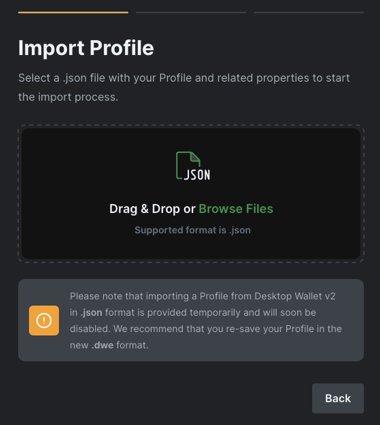 Import Profile
Select a .json file with your Profile and related properties to start
the import process.
JSON
Drag & Drop or Browse Files
Supported format is .json
Please note that importing a Profile from Desktop Wallet v2
in .json format is provided temporarily and will soon be
disabled. We recommend that you re-save your Profile in the
new .dwe format.
Back